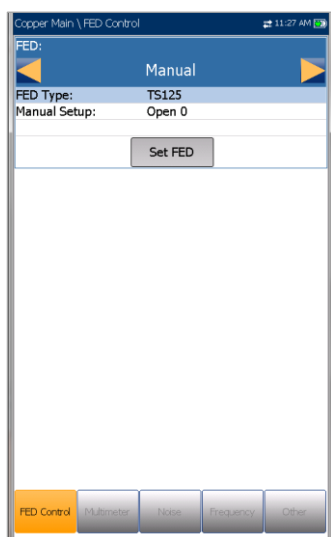 Copper Main \ FED Control 11:27 AM
FED:
Manual
FED Type: TS125
Manual Setup: Open 0
Set FED
FED Control Multimeter Noise Frequency Other